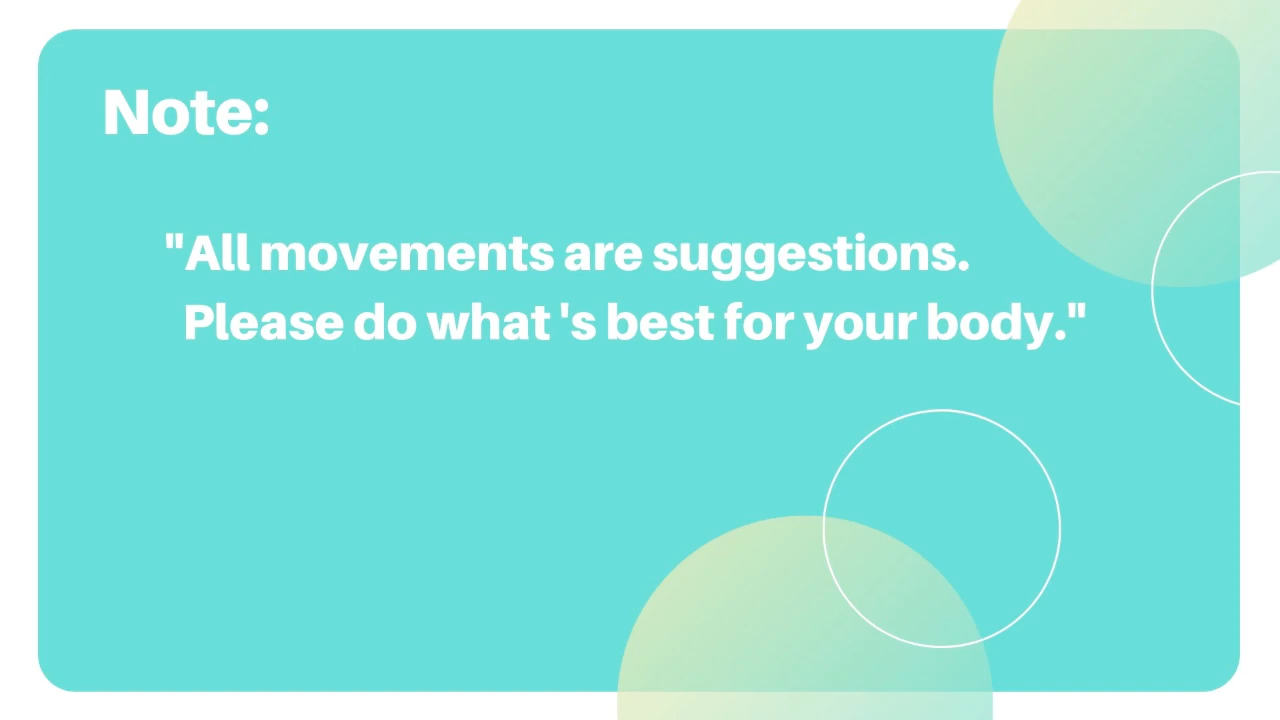 Note:
"All movements are suggestions.
Please do what 's best for your body."